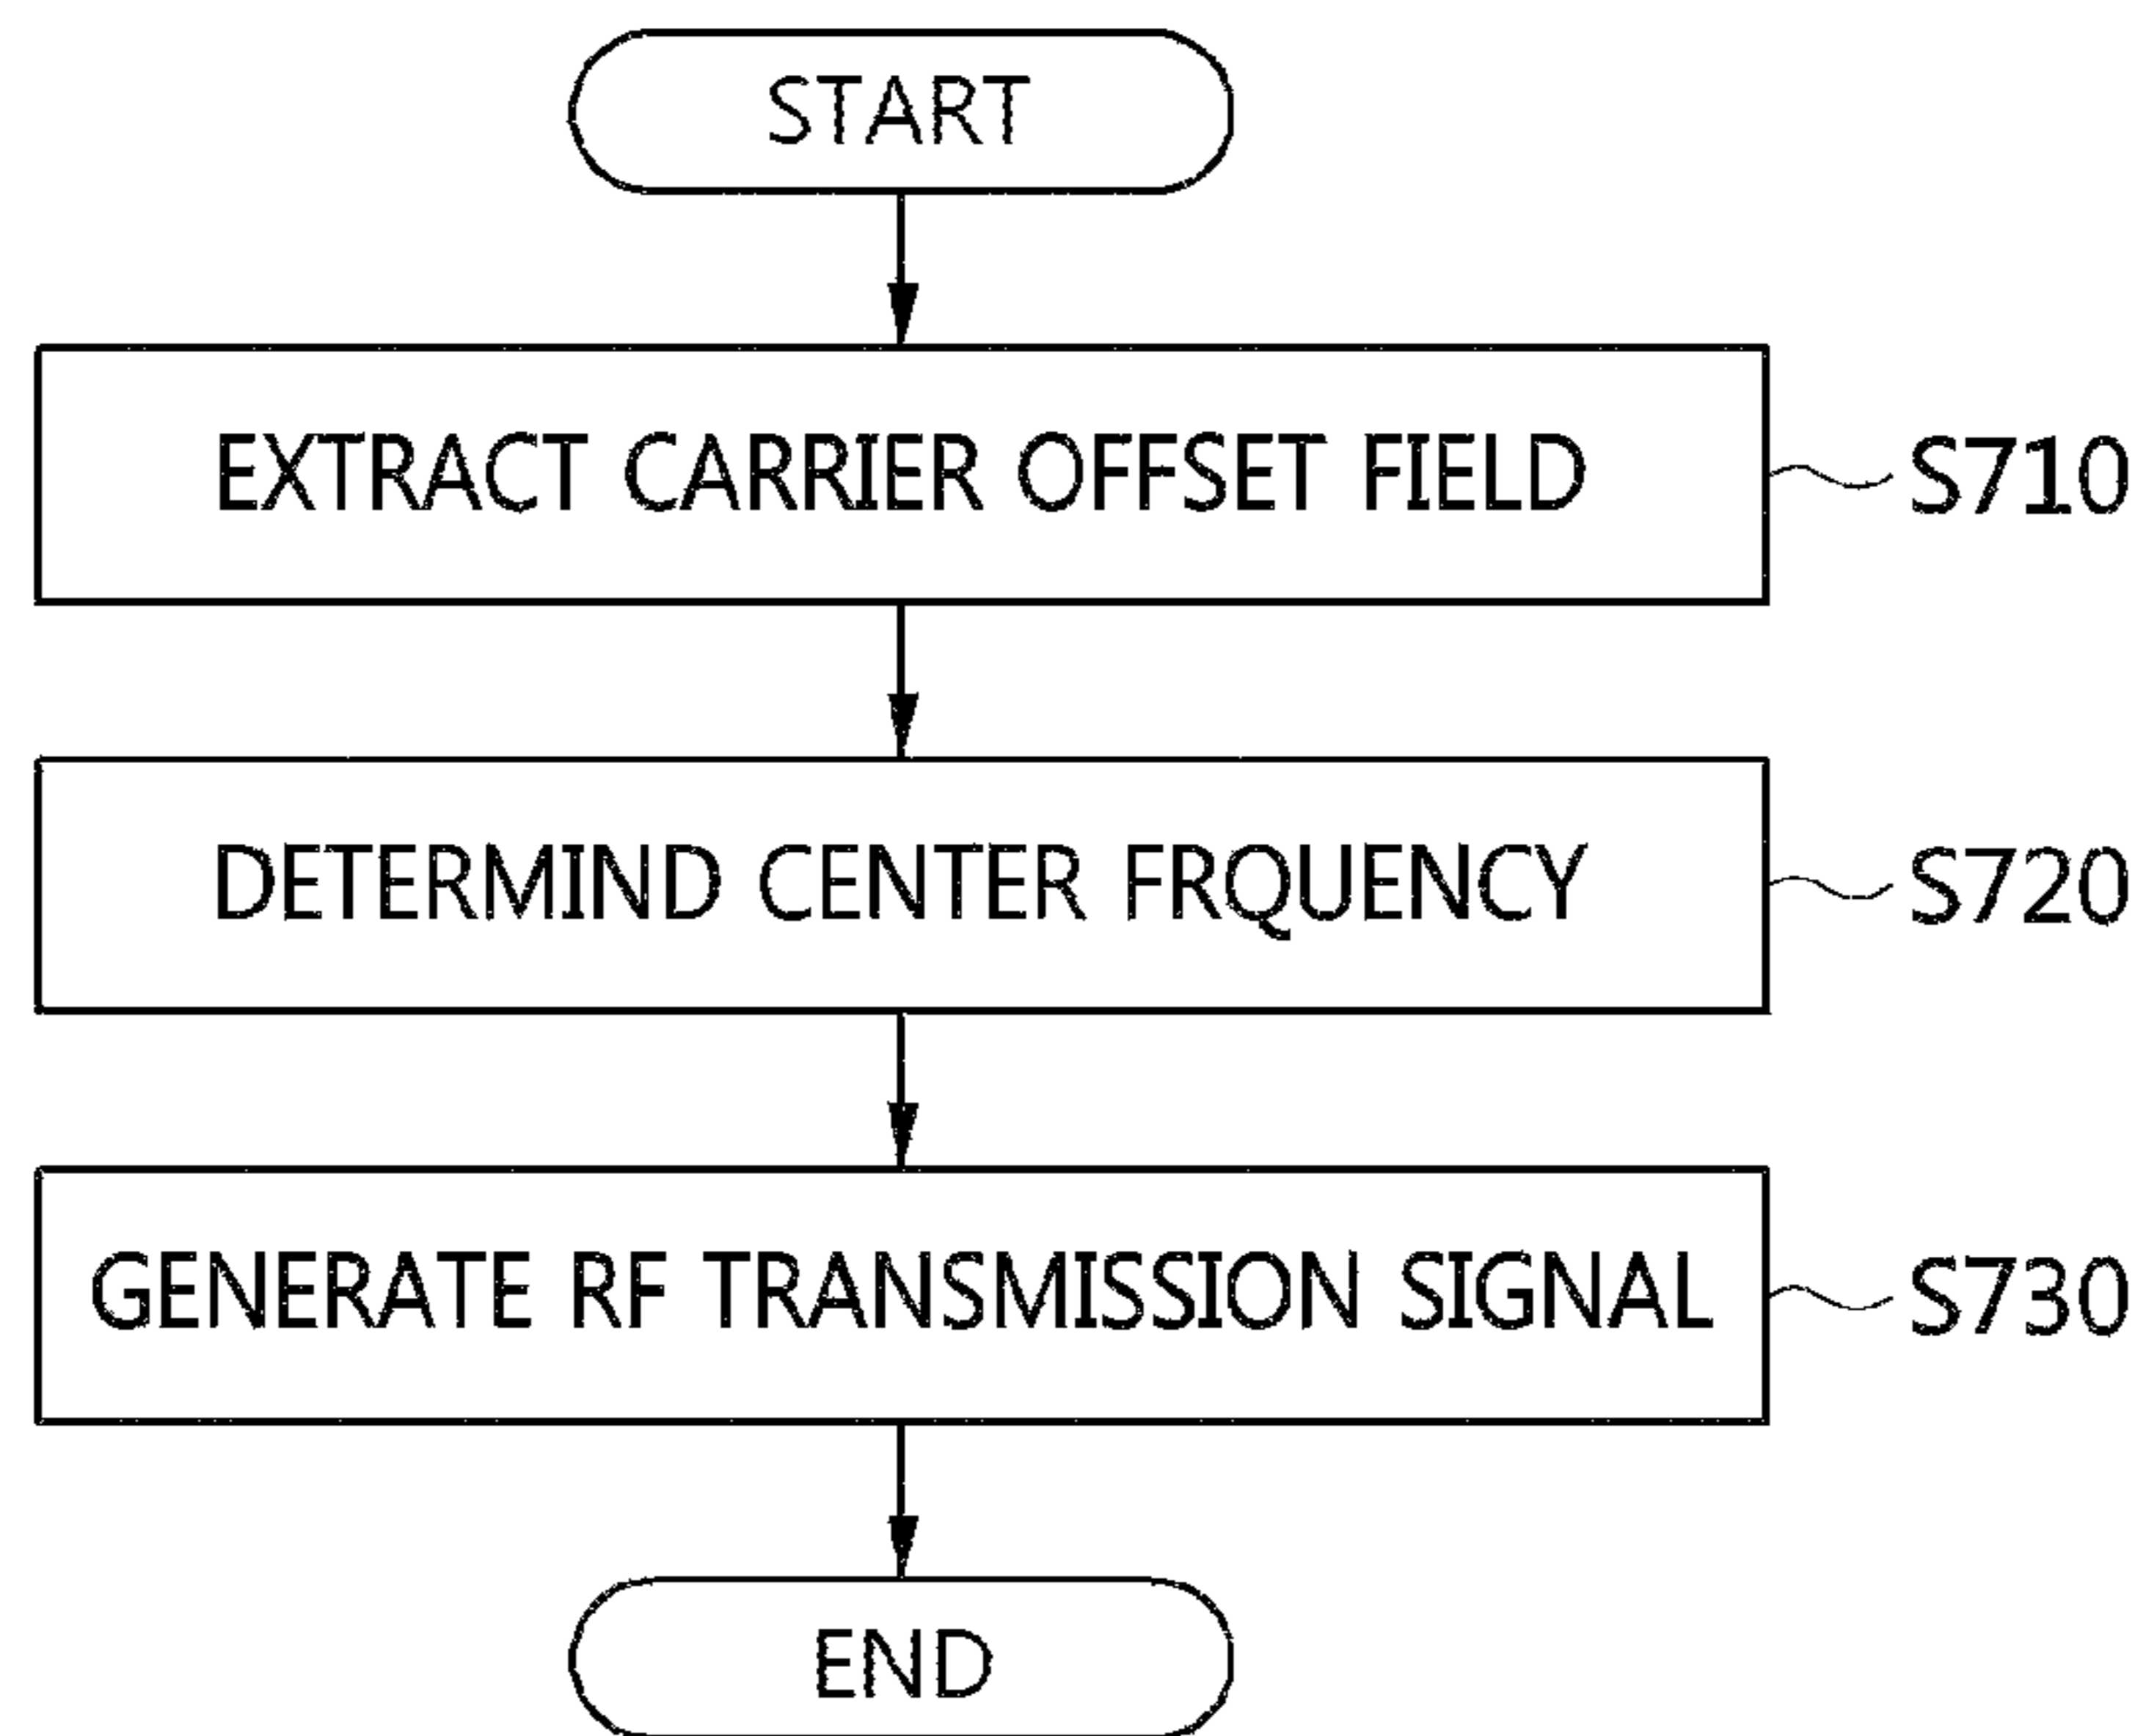 START
EXTRACT CARRIER OFFSET FIELD
S710
DETERMIND CENTER FRQUENCY
S720
GENERATE RF TRANSMISSION SIGNAL
S730
END